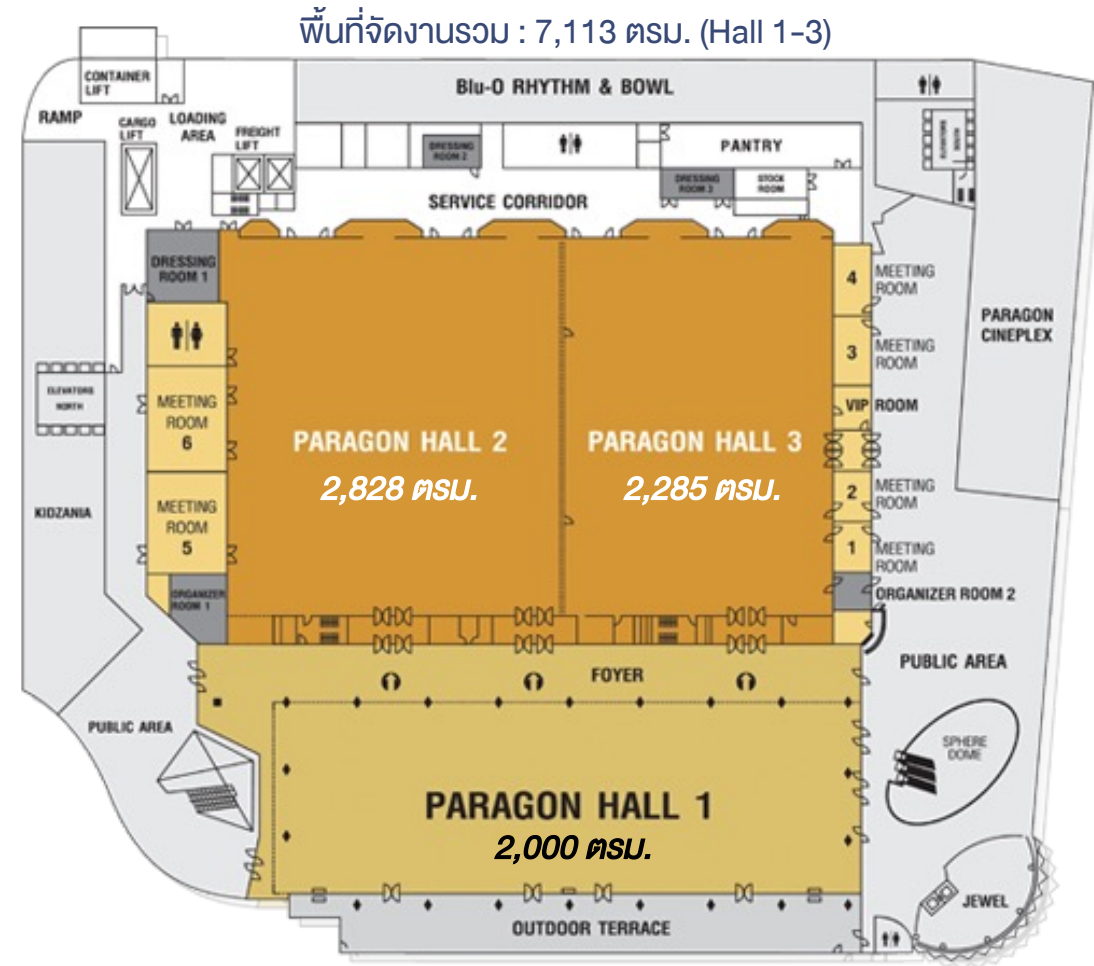 พื้นที่จัดงานรวม : 7,113 ตรม. (Hall 1-3)
CONTAINER
LIFT
Blu-O RHYTHM & BOWL
RAMP
CARGO
LIFT
LOADING
AREA
FREIGHT
LIFT
DRESSING
ROOM 2
PANTRY
DRESSING
ROOM 3
STOCK
ROOM
SERVICE CORRIDOR
DRESSING
ROOM 1
4
MEETING
ROOM
3
MEETING
ROOM
PARAGON
CINEPLEX
ELEVATORS
NORTH
MEETING
ROOM
6
VIP ROOM
PARAGON HALL 2
2,828 ตรม.
PARAGON HALL 3
2,285 ตรม.
KIDZANIA
MEETING
ROOM
5
2
MEETING
ROOM
1
MEETING
ROOM
ORGANIZER
ROOM 1
ORGANIZER ROOM 2
FOYER
PUBLIC AREA
PUBLIC AREA
SPHERE
DOME
PARAGON HALL 1
2,000 ตรม.
JEWEL
OUTDOOR TERRACE